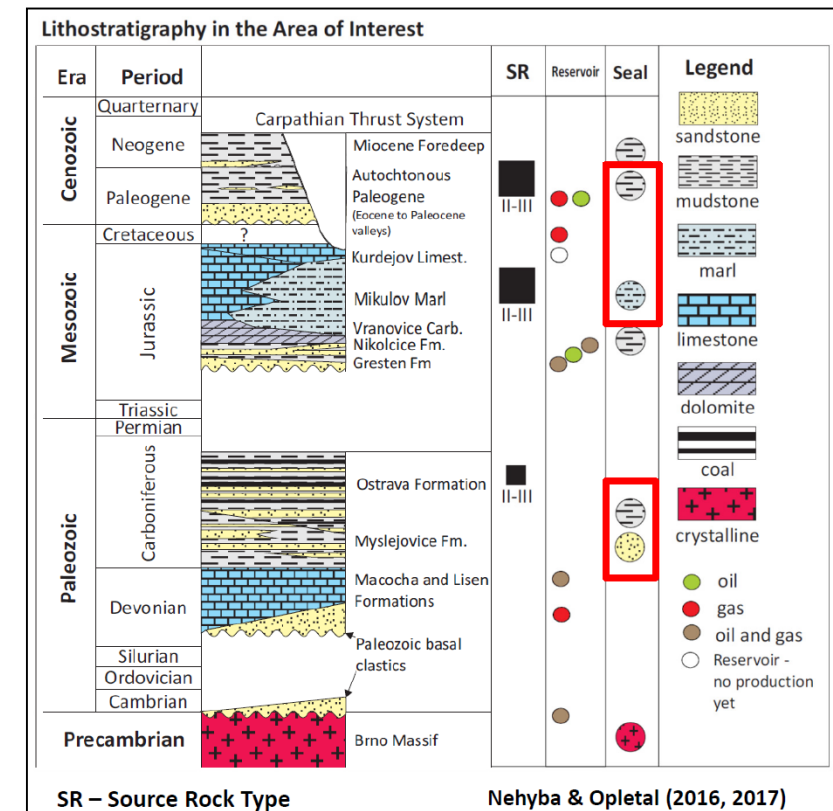 Lithostratigraphy in the Area of Interest
Era
Period
SR
Reservoir
Seal
Legend
Cenozoic
Quarternary
Neogene
Paleogene
Carpathian Thrust System
Miocene Foredeep
Autochtonous
Paleogene
(Eocene to Paleocene
valleys)
II-III
sandstone
mudstone
Mesozoic
Cretaceous
?
Jurassic
Triassic
Kurdejov Limest.
Mikulov Marl
Vranovice Carb.
Nikolcice Fm.
Gresten Fm
II-III
marl
limestone
dolomite
Paleozoic
Permian
Carboniferous
Devonian
Silurian
Ordovician
Cambrian
Ostrava Formation
Myslejovice Fm.
Macocha and Lisen
Formations
Paleozoic basal
clastics
II-III
coal
crystalline
oil
gas
oil and gas
Reservoir -
no production
yet
Precambrian
Brno Massif
SR – Source Rock Type
Nehyba & Opletal (2016, 2017)